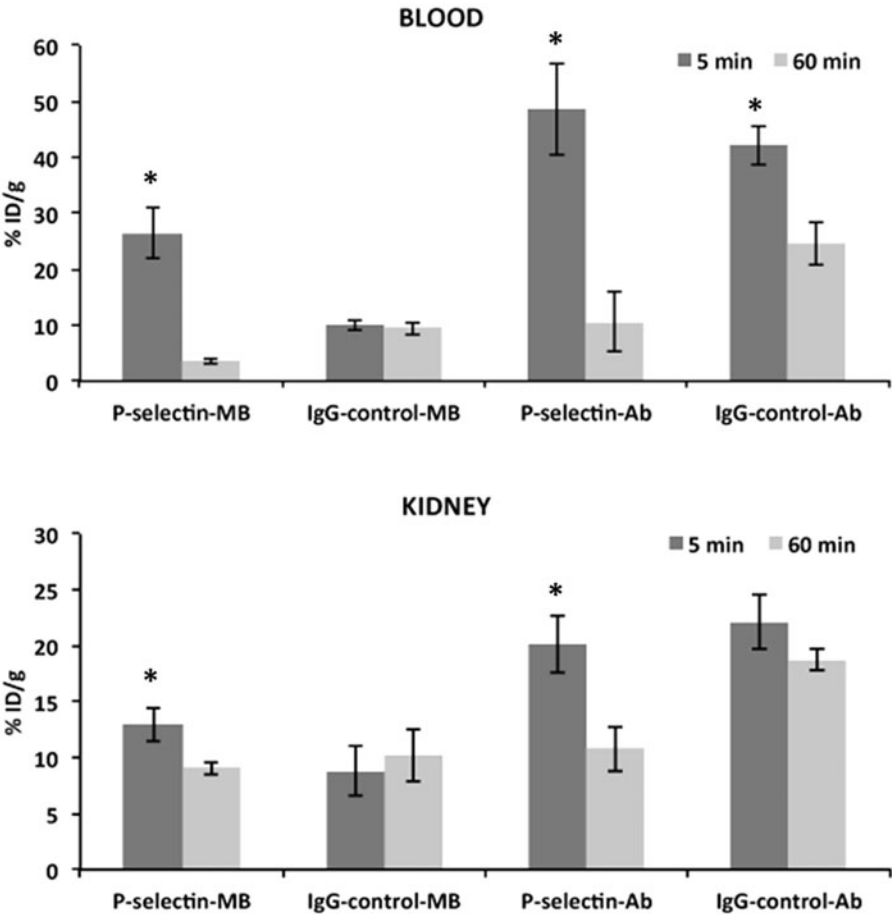 BLOOD
5 min 60 min
% ID/g
60
50
40
30
20
10
0
* * *
P-selectin-MB IgG-control-MB P-selectin-Ab IgG-control-Ab
KIDNEY
5 min 60 min
% ID/g
30
25
20
15
10
5
0
* *
P-selectin-MB IgG-control-MB P-selectin-Ab IgG-control-Ab